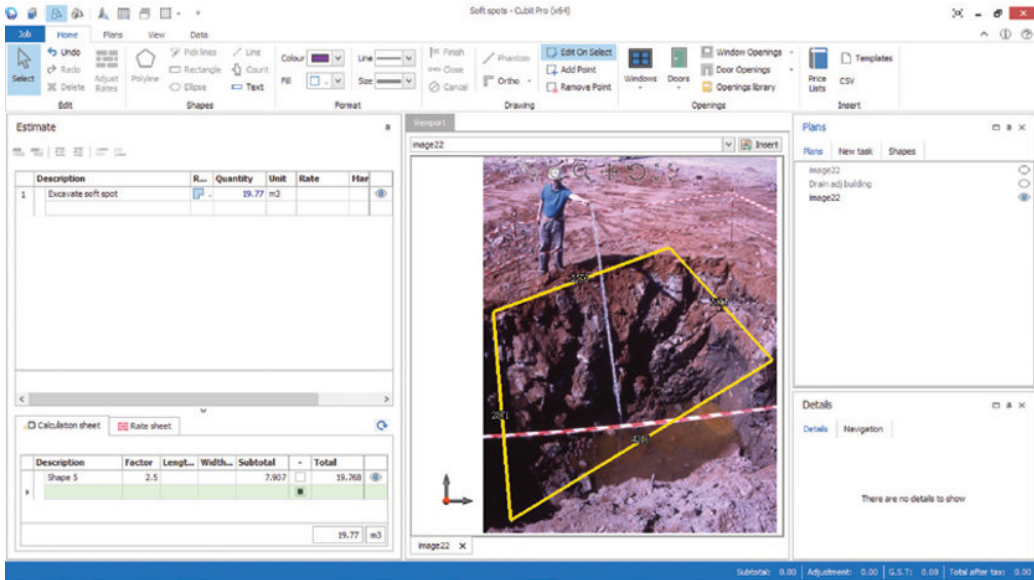 Soft spots - Cubit Pro (x64)
Job Home Plans View Data
Select
Undo
Redo
Delete
Adjust Rates
Edit
Polyline
Pick lines
Rectangle
Ellipse
Line
Count
Text
Shapes
Colour
Fill
Line
Size
Format
Finish
Close
Cancel
Phantom
Ortho
Edit On Select
Add Point
Remove Point
Drawing
Windows
Doors
Window Openings
Door Openings
Openings library
Openings
Price Lists
Templates
CSV
Insert
Estimate
Description R... Quantity Unit Rate Mar
1 Excavate soft spot 19.77 m3
Calculation sheet Rate sheet
Description Factor Lengt... Width... Subtotal - Total
Shape 5 2.5 7.907 19.768
19.77 m3
Viewport
image22 Insert
image22 X
Plans
Plans New task Shapes
image22
Drain adj building
image22
Details
Details Navigation
There are no details to show
Subtotal: 0.00 Adjustment: 0.00 G.S.T: 0.00 Total after tax: 0.00